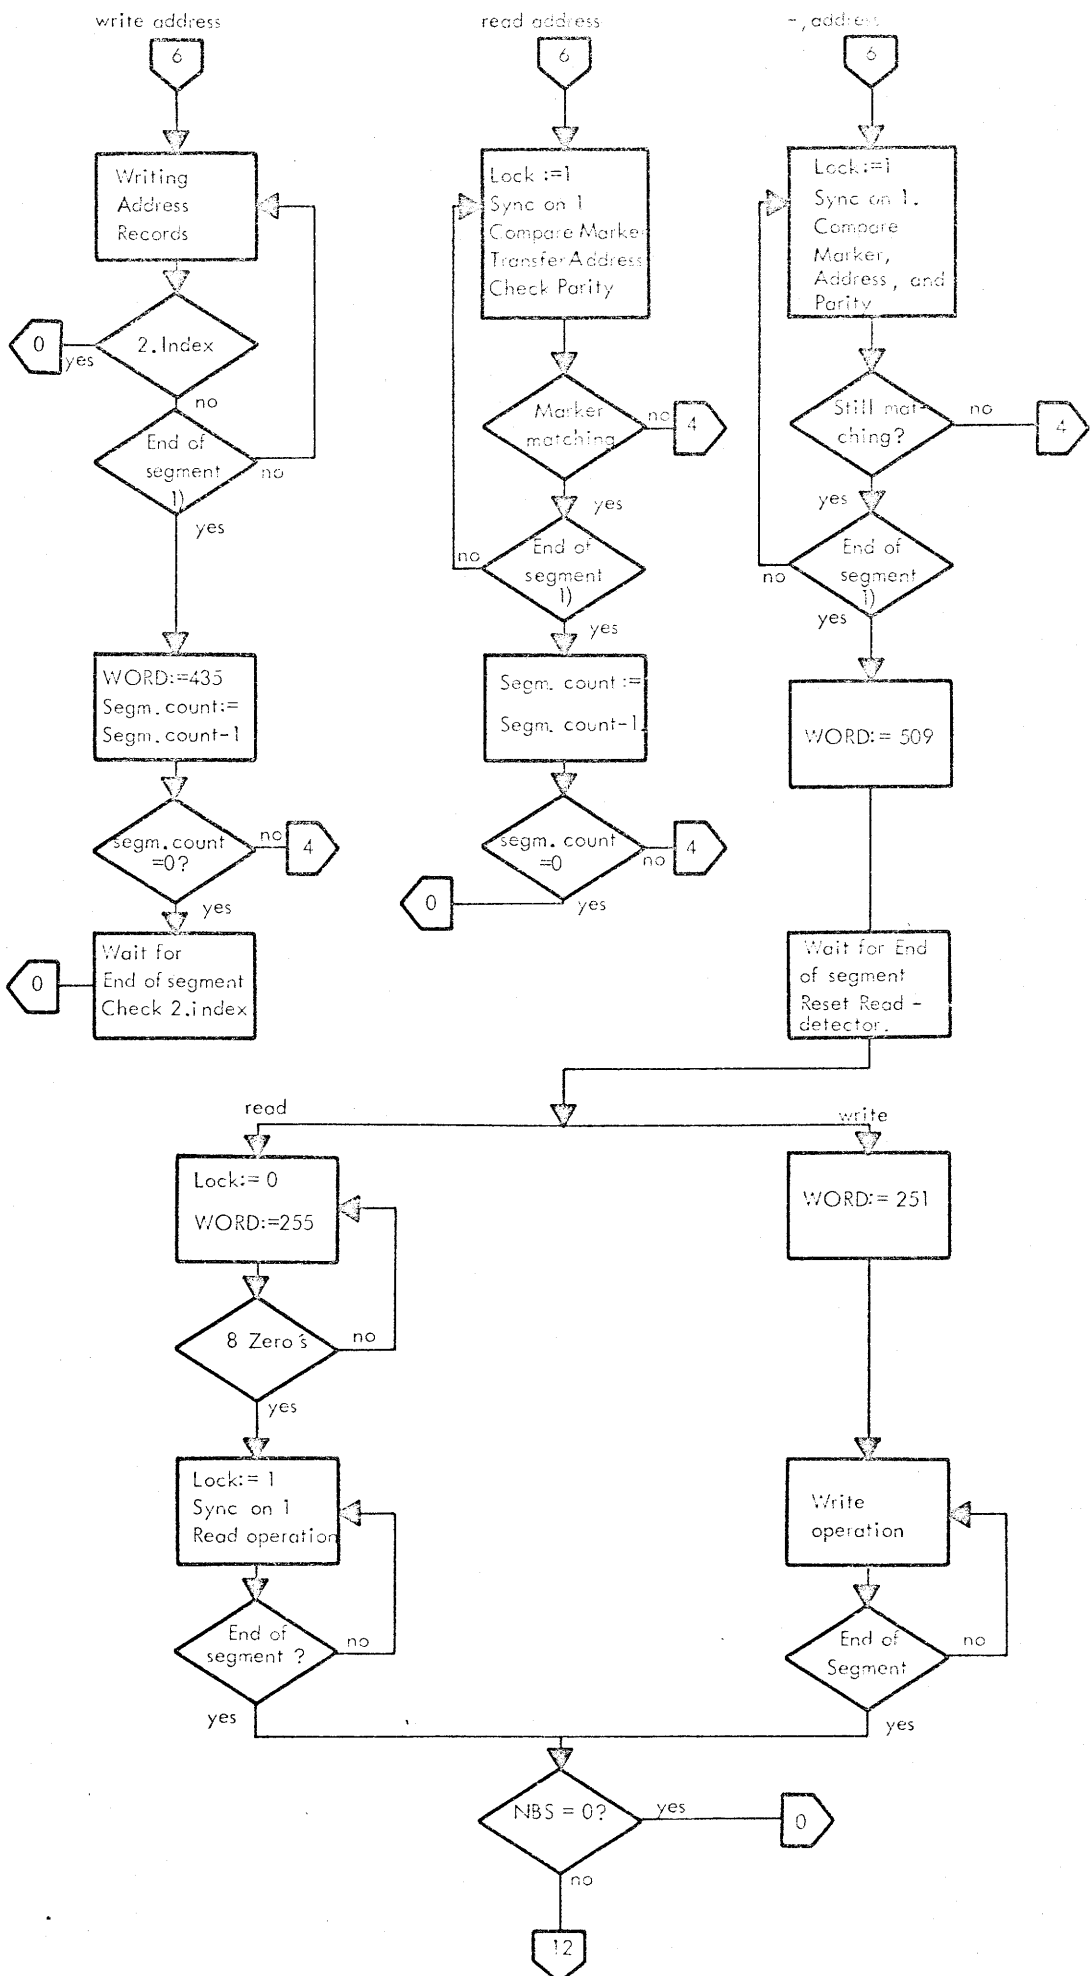 write address
6
Writing
Address
Records
2.Index
yes
0
no
End of
segment
1)
no
yes
WORD:=435
Segm.count:=
Segm.count-1
segm.count
=0?
no
4
yes
Wait for
End of segment
Check 2.index
0
read address
6
Lock :=1
Sync on 1
Compare Marker
Transfer Address
Check Parity
Marker
matching
no
4
yes
End of
segment
1)
no
yes
Segm. count :=
Segm. count-1.
segm.count
=0
no
4
yes
0
-,address
6
Lock:=1
Sync on 1.
Compare
Marker,
Address, and
Parity
Still mat-
ching?
no
4
yes
End of
segment
1)
no
yes
WORD:= 509
Wait for End
of segment
Reset Read -
detector.
read
write
Lock:= 0
WORD:=255
8 Zero's
no
yes
Lock:= 1
Sync on 1
Read operation
End of
segment ?
no
yes
WORD:= 251
Write
operation
End of
Segment
no
yes
NBS = 0?
yes
0
no
12